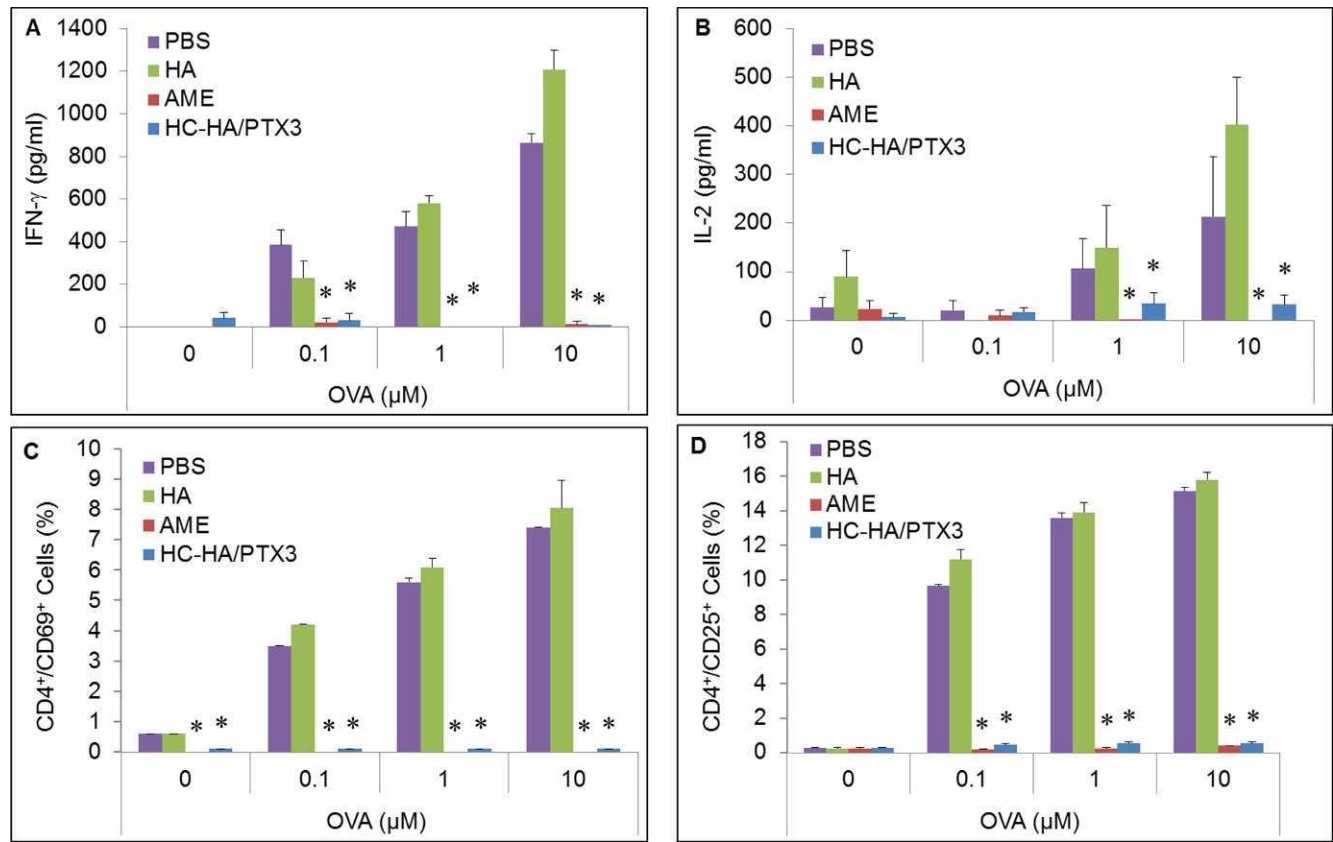 A
1400
1200
1000
800
600
400
200
0
IFN-γ (pg/ml)
PBS
HA
AME
HC-HA/PTX3
* *
* *
* *
0 0.1 1 10
OVA (µM)
B
600
500
400
300
200
100
0
IL-2 (pg/ml)
PBS
HA
AME
HC-HA/PTX3
* *
* *
0 0.1 1 10
OVA (µM)
C
10
9
8
7
6
5
4
3
2
1
0
CD4⁺/CD69⁺ Cells (%)
PBS
HA
AME
HC-HA/PTX3
* *
* *
* *
* *
0 0.1 1 10
OVA (µM)
D
18
16
14
12
10
8
6
4
2
0
CD4⁺/CD25⁺ Cells (%)
PBS
HA
AME
HC-HA/PTX3
* *
* *
* *
0 0.1 1 10
OVA (µM)